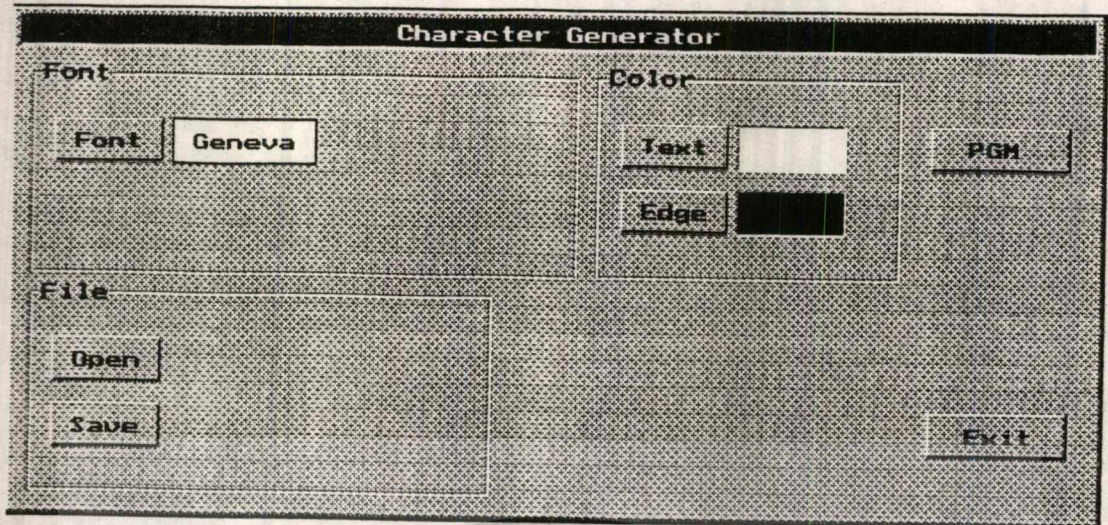 Character Generator
Font
Color
Font Geneva
Text
PGM
Edge
File
Open
Save
Exit